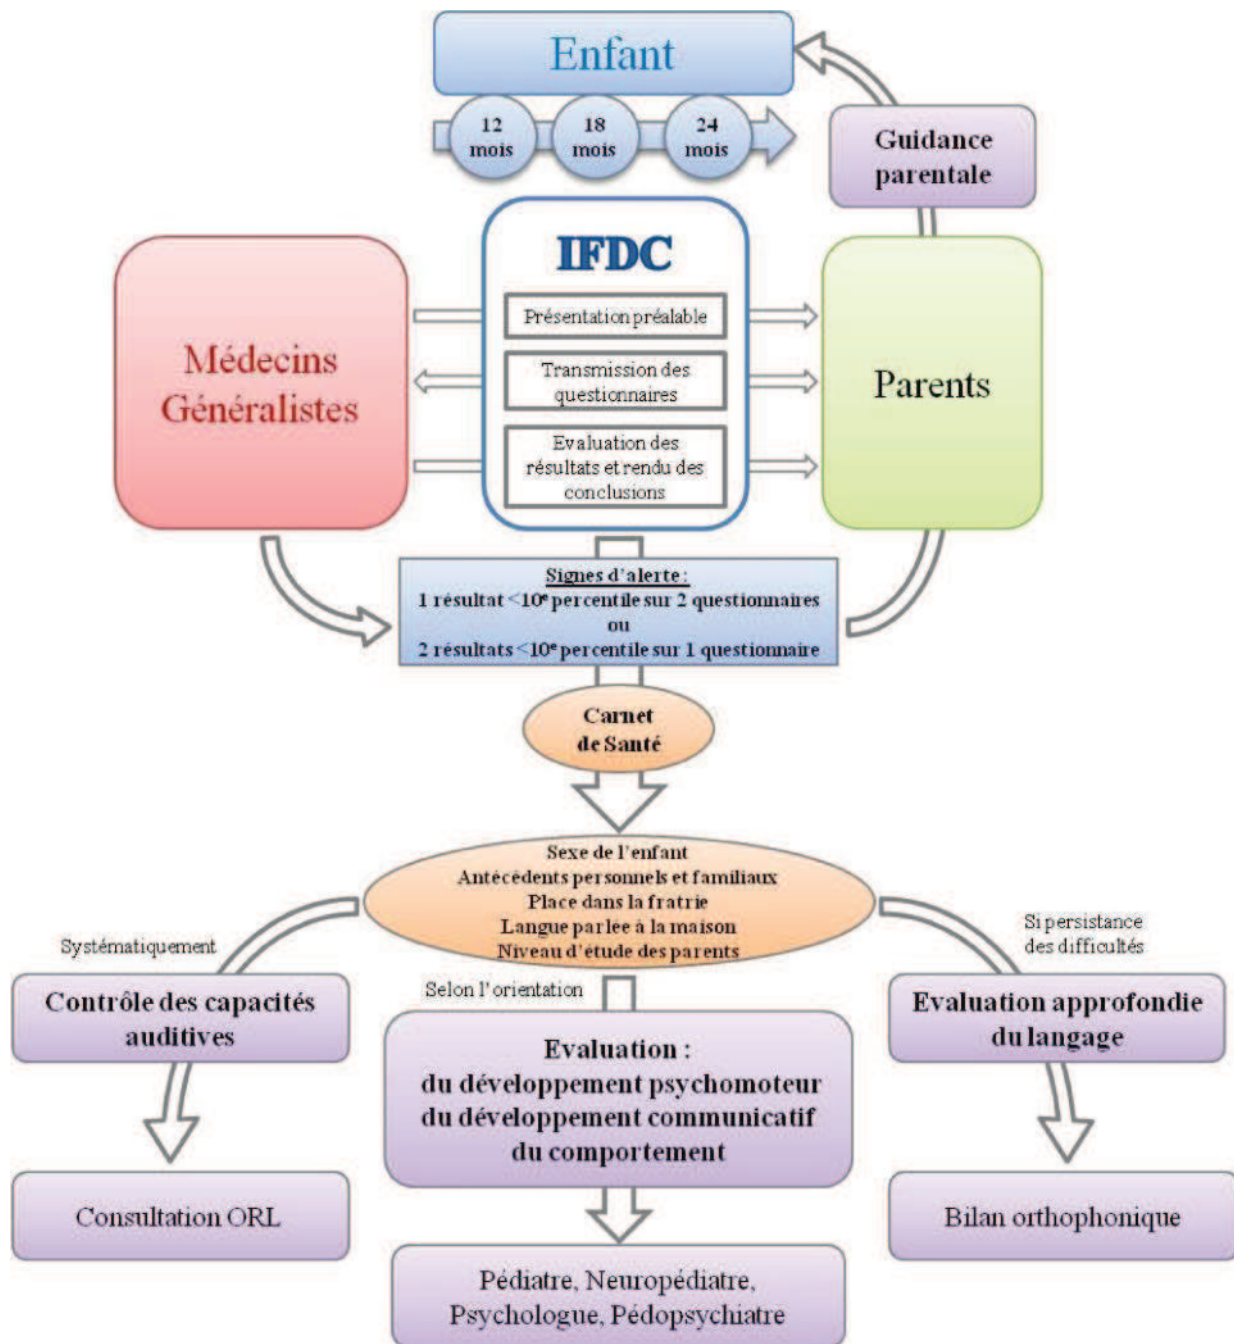 Enfant
12
mois
18
mois
24
mois
Guidance
parentale
IFDC
Présentation préalable
Transmission des
questionnaires
Evaluation des
résultats et rendu des
conclusions
Médecins
Généralistes
Parents
Signes d'alerte :
1 résultat <10e percentile sur 2 questionnaires
ou
2 résultats <10e percentile sur 1 questionnaire
Carnet
de Santé
Sexe de l'enfant
Antécédents personnels et familiaux
Place dans la fratrie
Langue parlée à la maison
Niveau d'étude des parents
Systématiquement
Contrôle des capacités
auditives
Consultation ORL
Selon l'orientation
Evaluation :
du développement psychomoteur
du développement communicatif
du comportement
Pédiatre, Neuropédiatre,
Psychologue, Pédopsychiatre
Si persistance
des difficultés
Evaluation approfondie
du langage
Bilan orthophonique